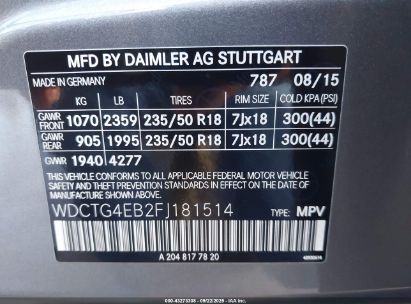 MFD BY DAIMLER AG STUTTGART
MADE IN GERMANY 787 08/15
KG LB TIRES RIM SIZE COLD KPA(PSI)
GAWR FRONT 1070 2359 235/50 R18 7Jx18 300(44)
GAWR REAR 905 1995 235/50 R18 7Jx18 300(44)
GVWR 1940 4277
THIS VEHICLE CONFORMS TO ALL APPLICABLE FEDERAL MOTOR VEHICLE
SAFETY, BUMPER, AND THEFT PREVENTION STANDARDS IN EFFECT ON THE DATE OF
MANUFACTURE SHOWN ABOVE.
WDCTG4EB2FJ181514 TYPE: MPV
A 204 817 78 20